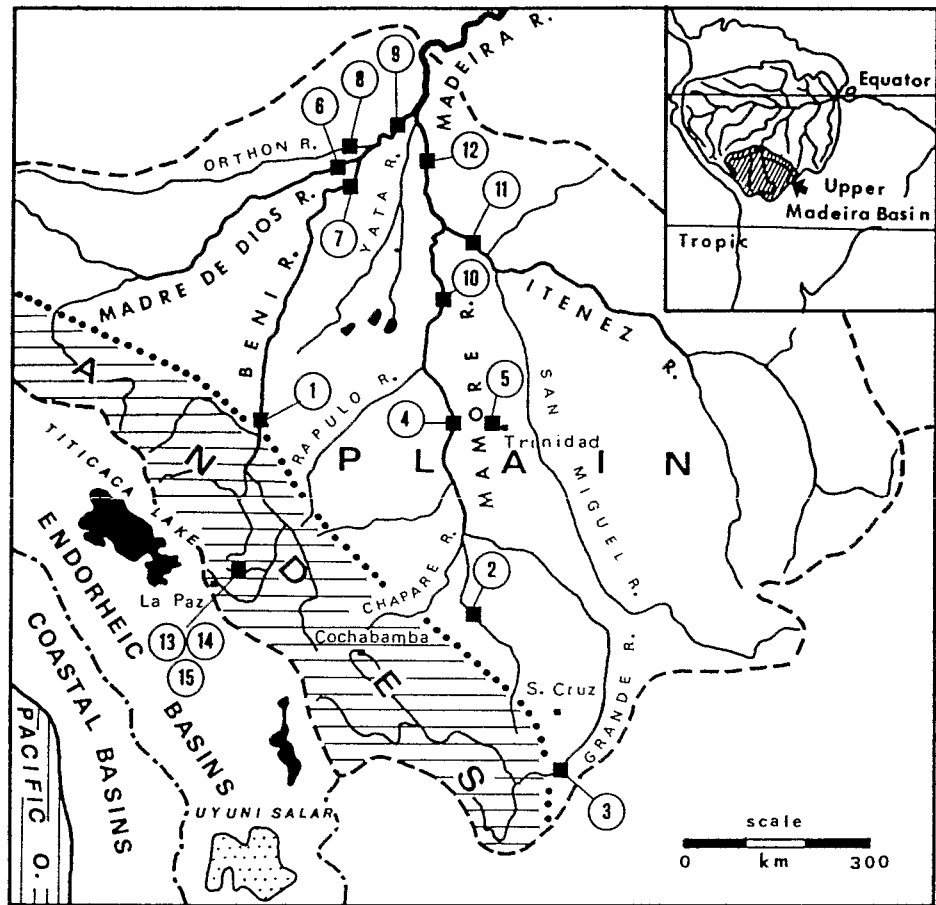 MADEIRA R.
Equator
Upper
Madeira Basin
Tropic
9
8
6
ORTHON R.
12
7
YATA R.
11
MADRE DE DIOS R.
BENI R.
10
ITENEZ R.
MAMORE R.
SAN MIGUEL R.
1
RAPULO R.
4
5
Trinidad
PLAIN
ANDES
TITICACA LAKE
ENDORHEIC BASINS
COASTAL BASINS
PACIFIC O.
La Paz
13
14
15
CHAPARE R.
2
Cochabamba
S. Cruz
GRANDE R.
3
UYUNI SALAR
scale
0 km 300